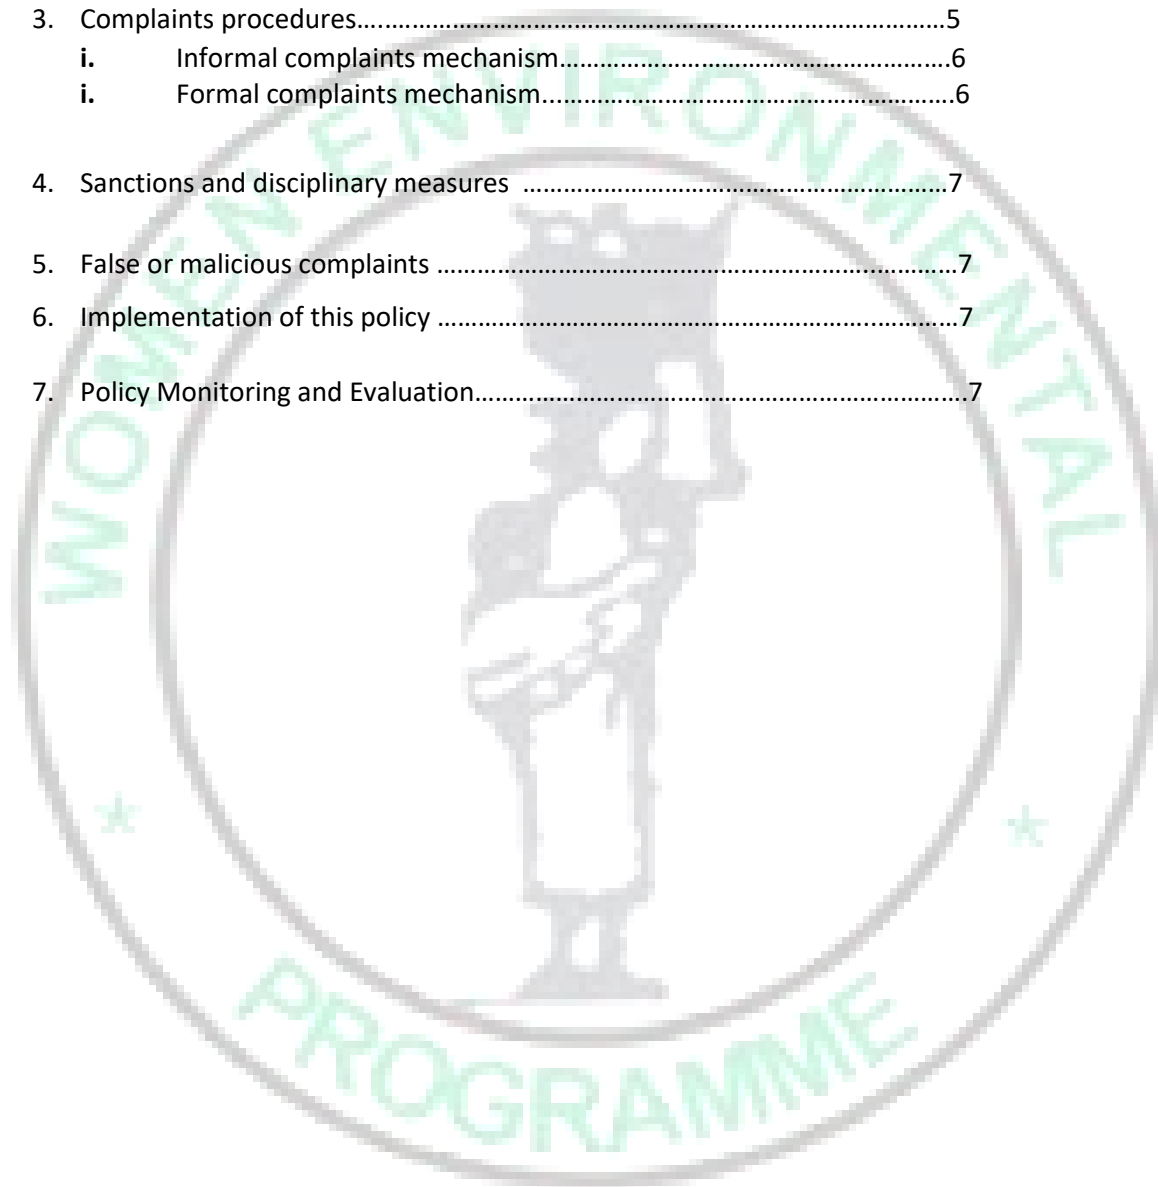 3. Complaints procedures.................................................................................................5
i. Informal complaints mechanism...............................................................6
i. Formal complaints mechanism..................................................................6
4. Sanctions and disciplinary measures ....................................................................7
5. False or malicious complaints ...................................................................................7
6. Implementation of this policy ...................................................................................7
7. Policy Monitoring and Evaluation...............................................................................7
WOMEN ENVIRONMENTAL
PROGRAMME